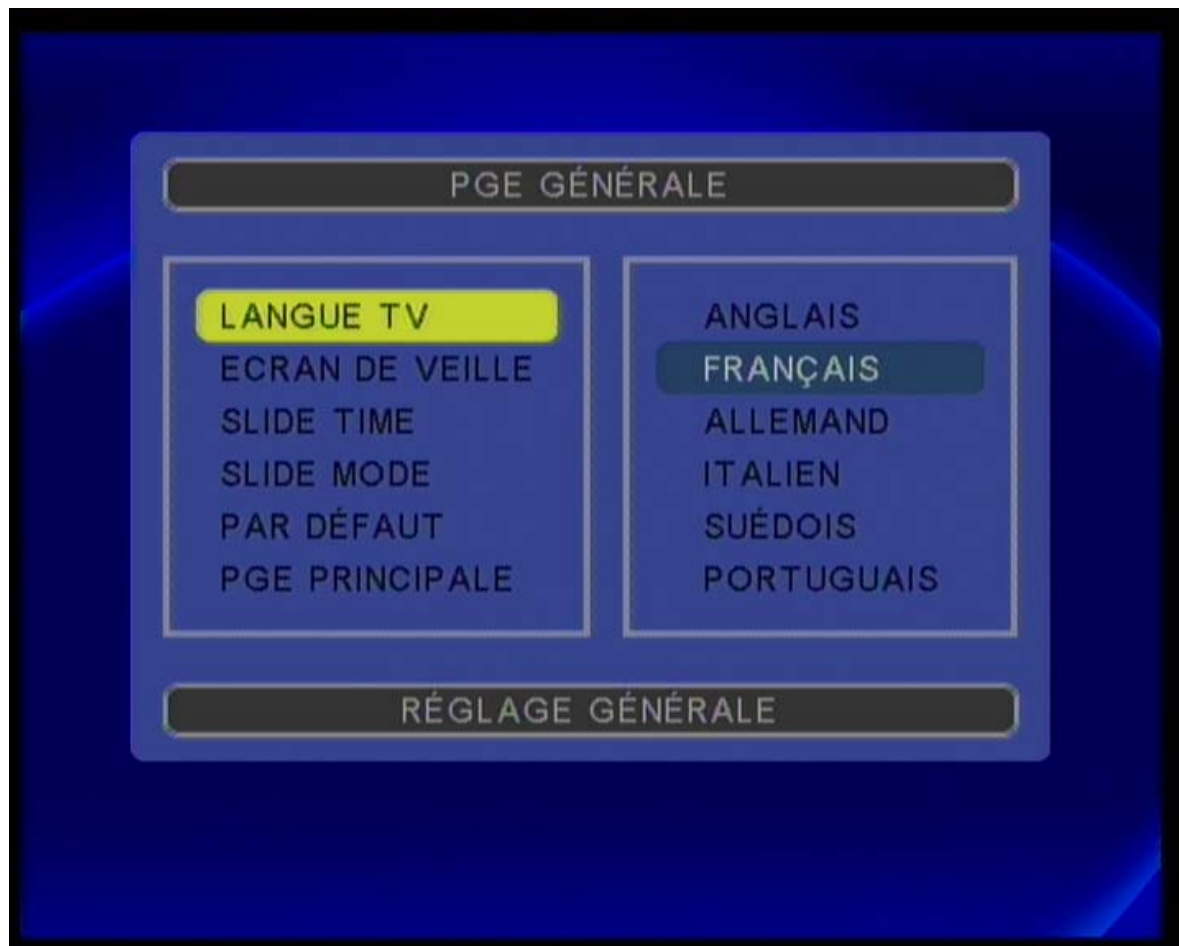 PGE GÉNÉRALE
LANGUE TV
ECRAN DE VEILLE
SLIDE TIME
SLIDE MODE
PAR DÉFAUT
PGE PRINCIPALE
ANGLAIS
FRANÇAIS
ALLEMAND
ITALIEN
SUÉDOIS
PORTUGUAIS
RÉGLAGE GÉNÉRALE